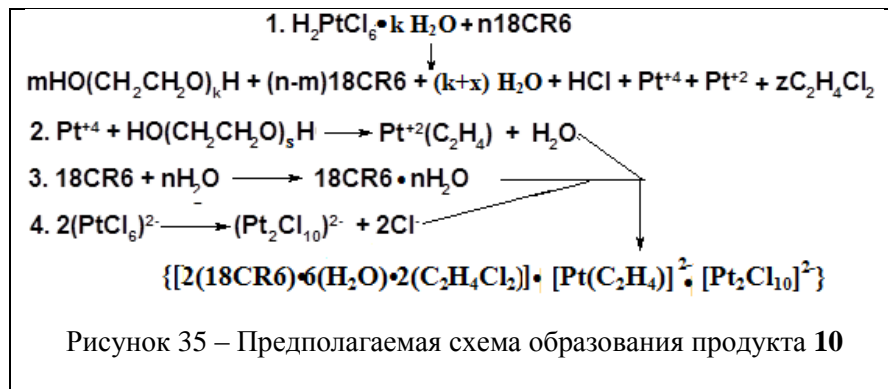 1. H₂PtCl₆•k H₂O + n18CR6
mHO(CH₂CH₂O)ₖH + (n-m)18CR6 + (k+x) H₂O + HCl + Pt⁺⁴ + Pt⁺² + zC₂H₄Cl₂
2. Pt⁺⁴ + HO(CH₂CH₂O)ₛH → Pt⁺²(C₂H₄) + H₂O
3. 18CR6 + nH₂O → 18CR6•nH₂O
4. 2(PtCl₆)²⁻ → (Pt₂Cl₁₀)²⁻ + 2Cl⁻
{[2(18CR6)•6(H₂O)•2(C₂H₄Cl₂)]• [Pt(C₂H₄)]²⁻• [Pt₂Cl₁₀]²⁻}
Рисунок 35 – Предполагаемая схема образования продукта 10